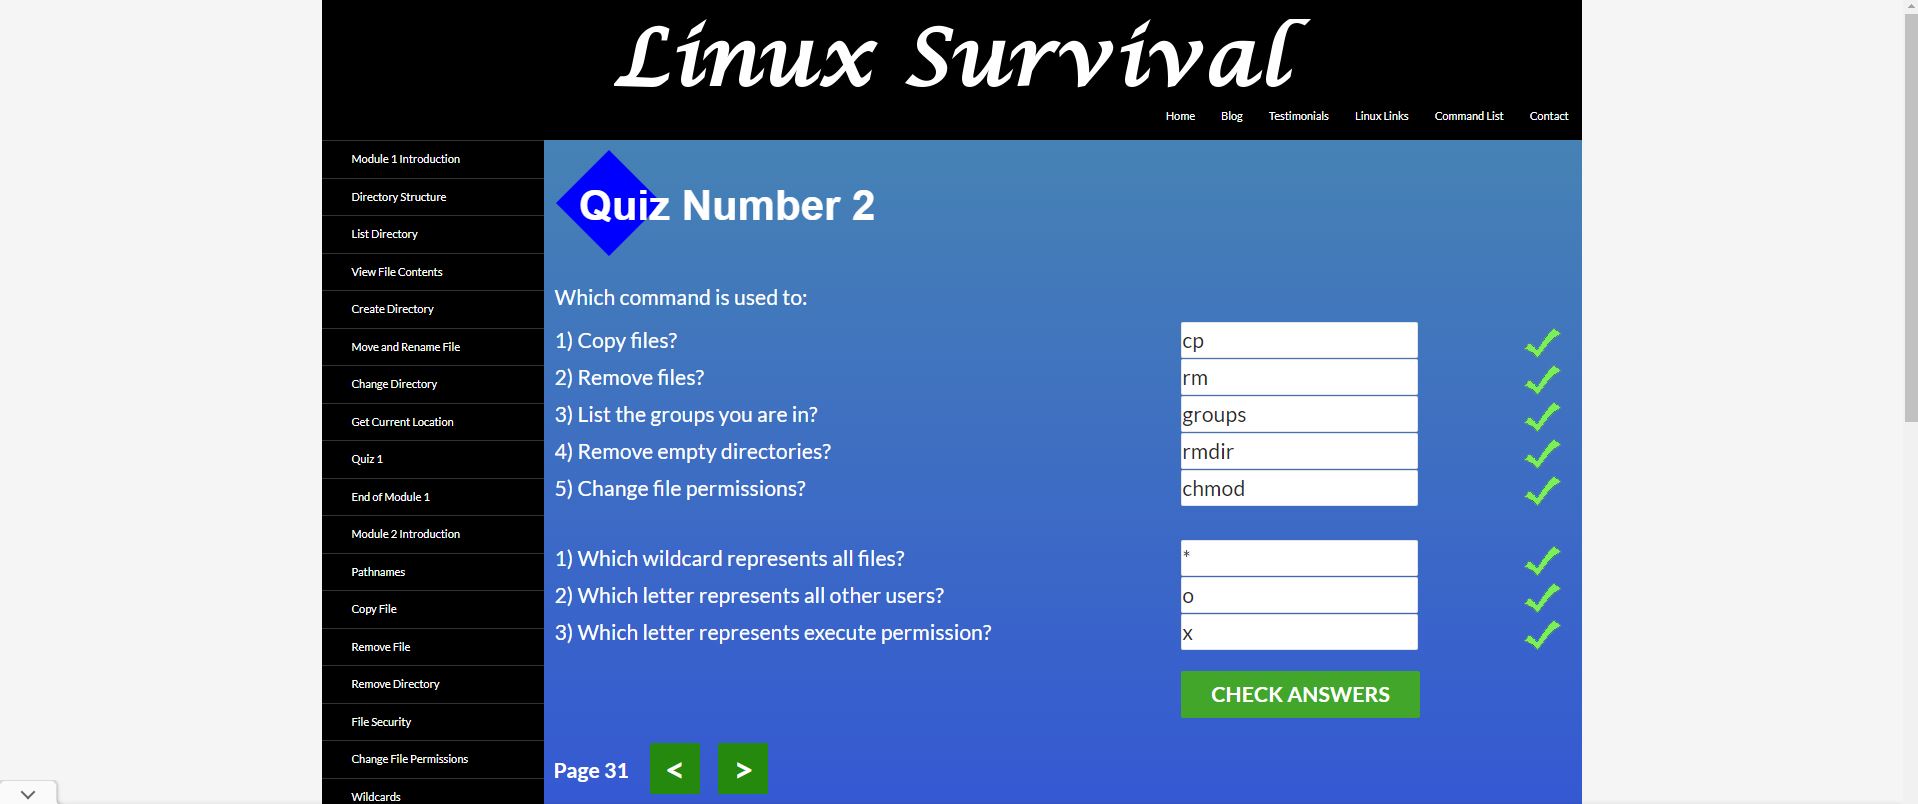 Linux Survival
Home Blog Testimonials Linux Links Command List Contact
Module 1 Introduction
Directory Structure
List Directory
View File Contents
Create Directory
Move and Rename File
Change Directory
Get Current Location
Quiz 1
End of Module 1
Module 2 Introduction
Pathnames
Copy File
Remove File
Remove Directory
File Security
Change File Permissions
Wildcards
Quiz Number 2
Which command is used to:
1) Copy files? cp
2) Remove files? rm
3) List the groups you are in? groups
4) Remove empty directories? rmdir
5) Change file permissions? chmod
1) Which wildcard represents all files? *
2) Which letter represents all other users? o
3) Which letter represents execute permission? x
CHECK ANSWERS
Page 31 < >